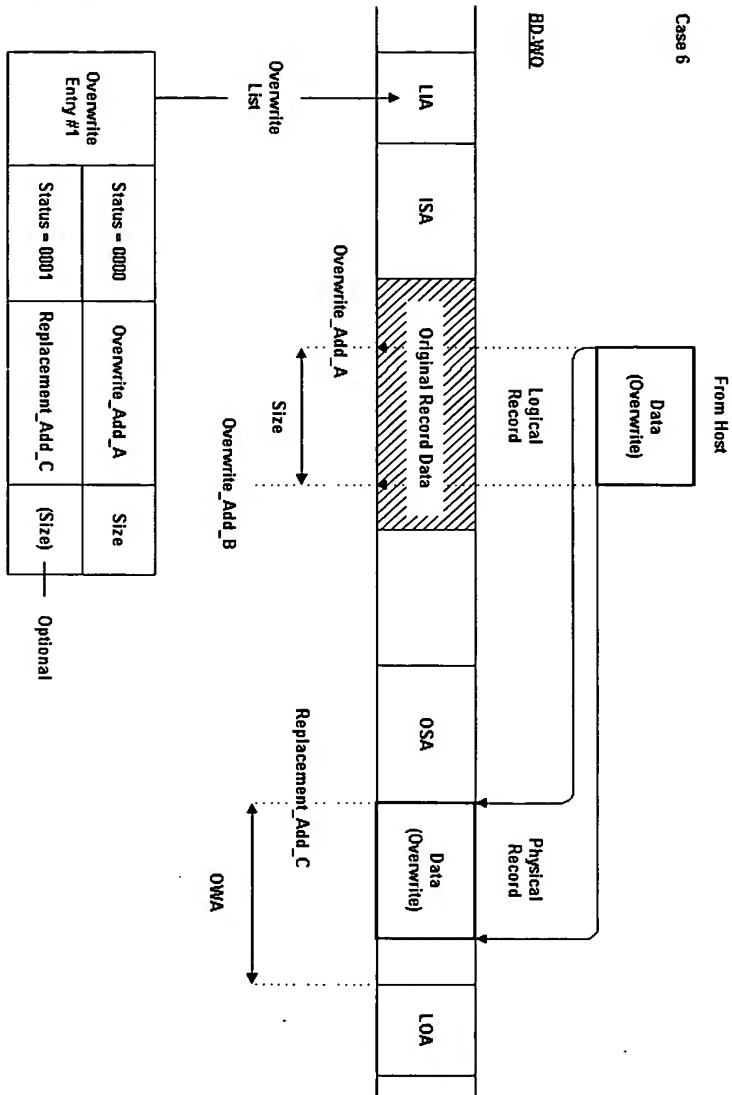 Case 6
From Host
Data
(Overwrite)
BD-WO
Logical
Record
Physical
Record
LIA
ISA
Original Record Data
OSA
Data
(Overwrite)
LOA
Overwrite_Add_A
Size
Overwrite_Add_B
Replacement_Add_C
OWA
Overwrite
List
Overwrite
Entry #1
Status = 0000
Overwrite_Add_A
Size
Status = 0001
Replacement_Add_C
(Size)
Optional